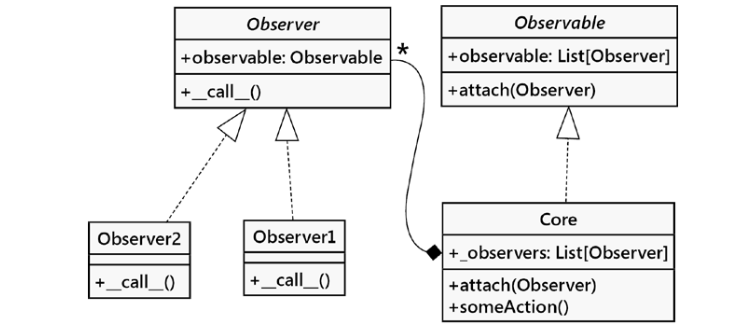 Observer
+observable: Observable
+__call__()
*
Observable
+observable: List[Observer]
+attach(Observer)
Observer2
+__call__()
Observer1
+__call__()
Core
+_observers: List[Observer]
+attach(Observer)
+someAction()